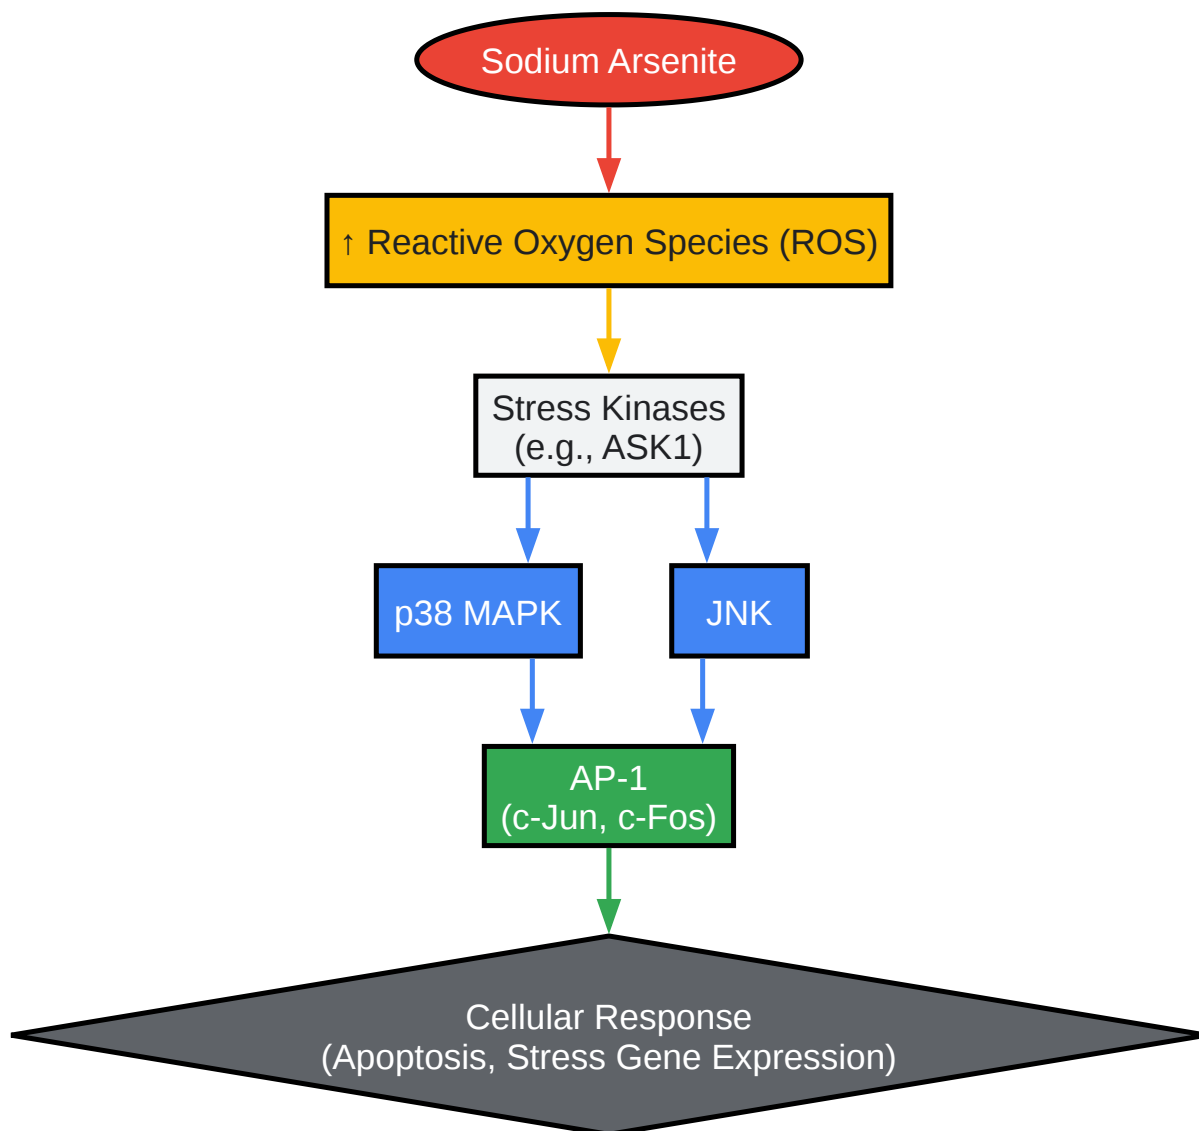 Sodium Arsenite
↑ Reactive Oxygen Species (ROS)
Stress Kinases
(e.g., ASK1)
p38 MAPK
JNK
AP-1
(c-Jun, c-Fos)
Cellular Response
(Apoptosis, Stress Gene Expression)